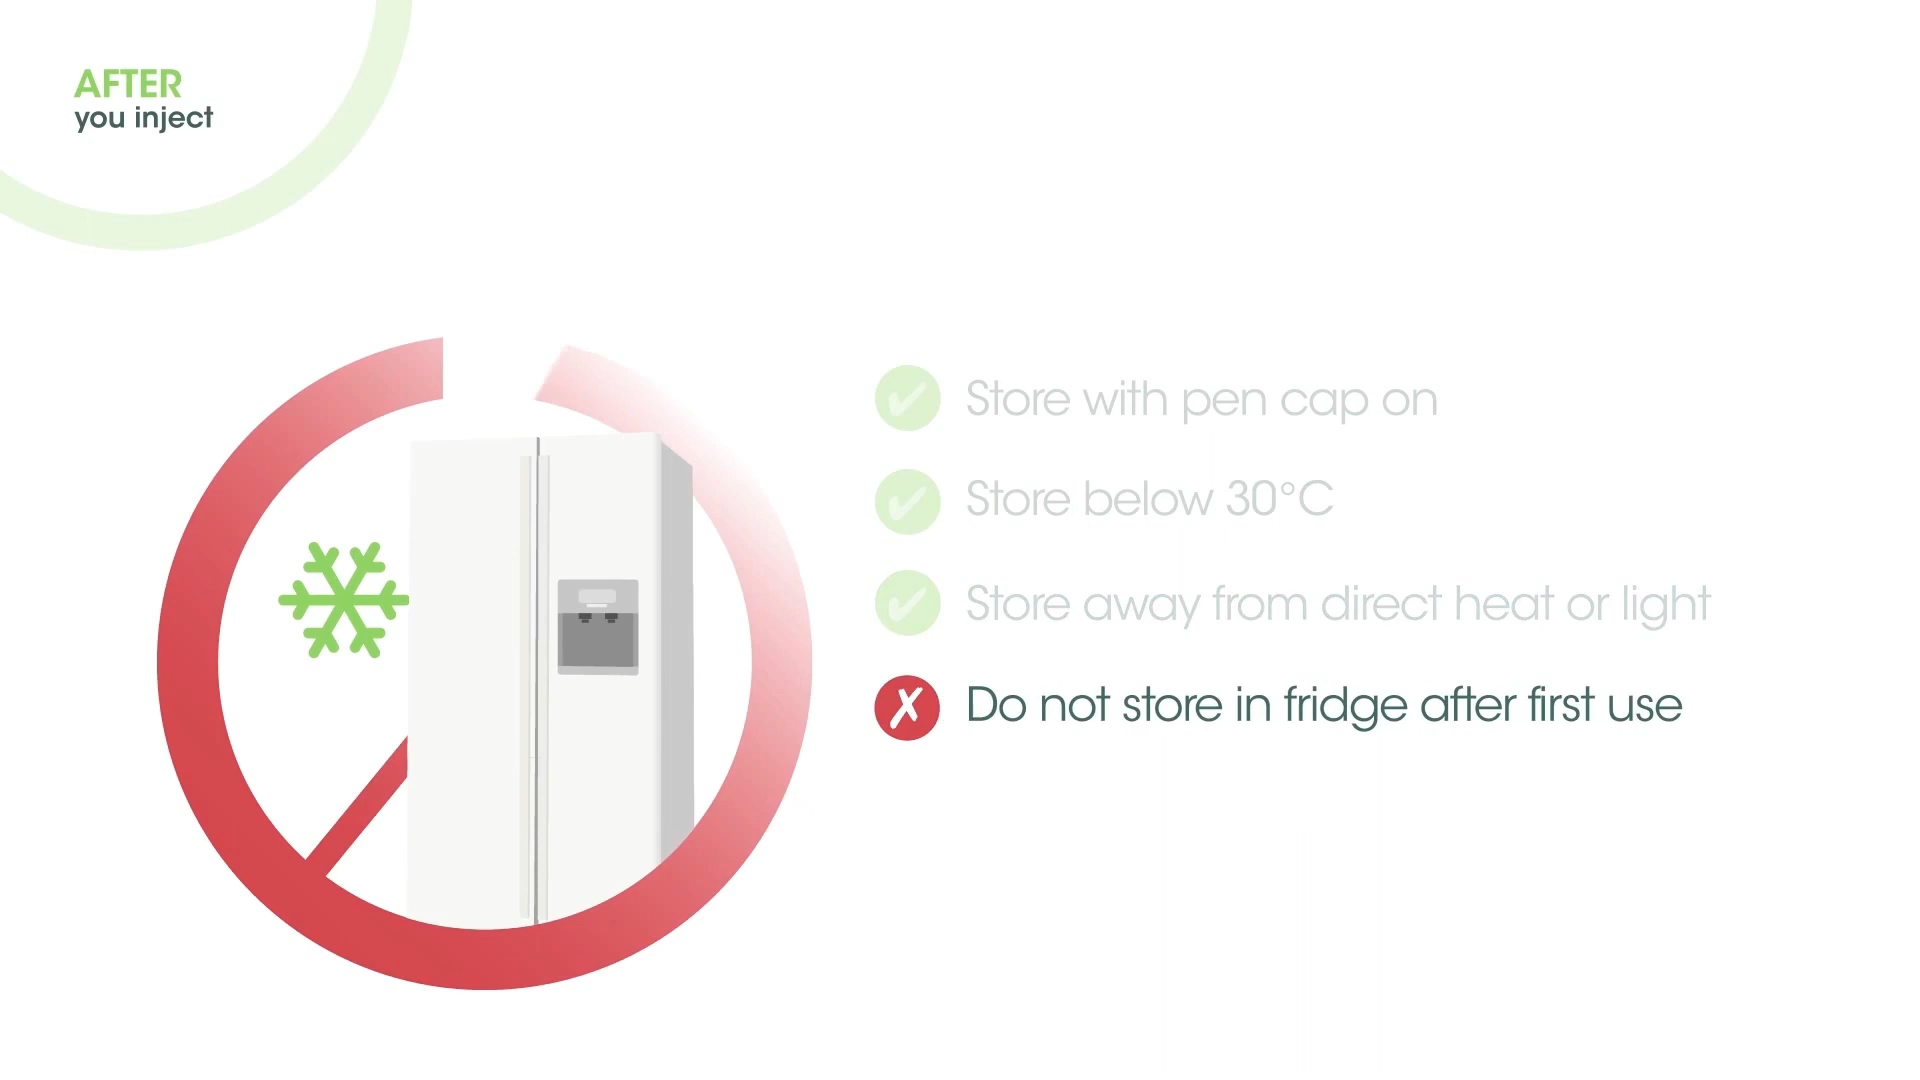 AFTER
you inject
Store with pen cap on
Store below 30°C
Store away from direct heat or light
Do not store in fridge after first use